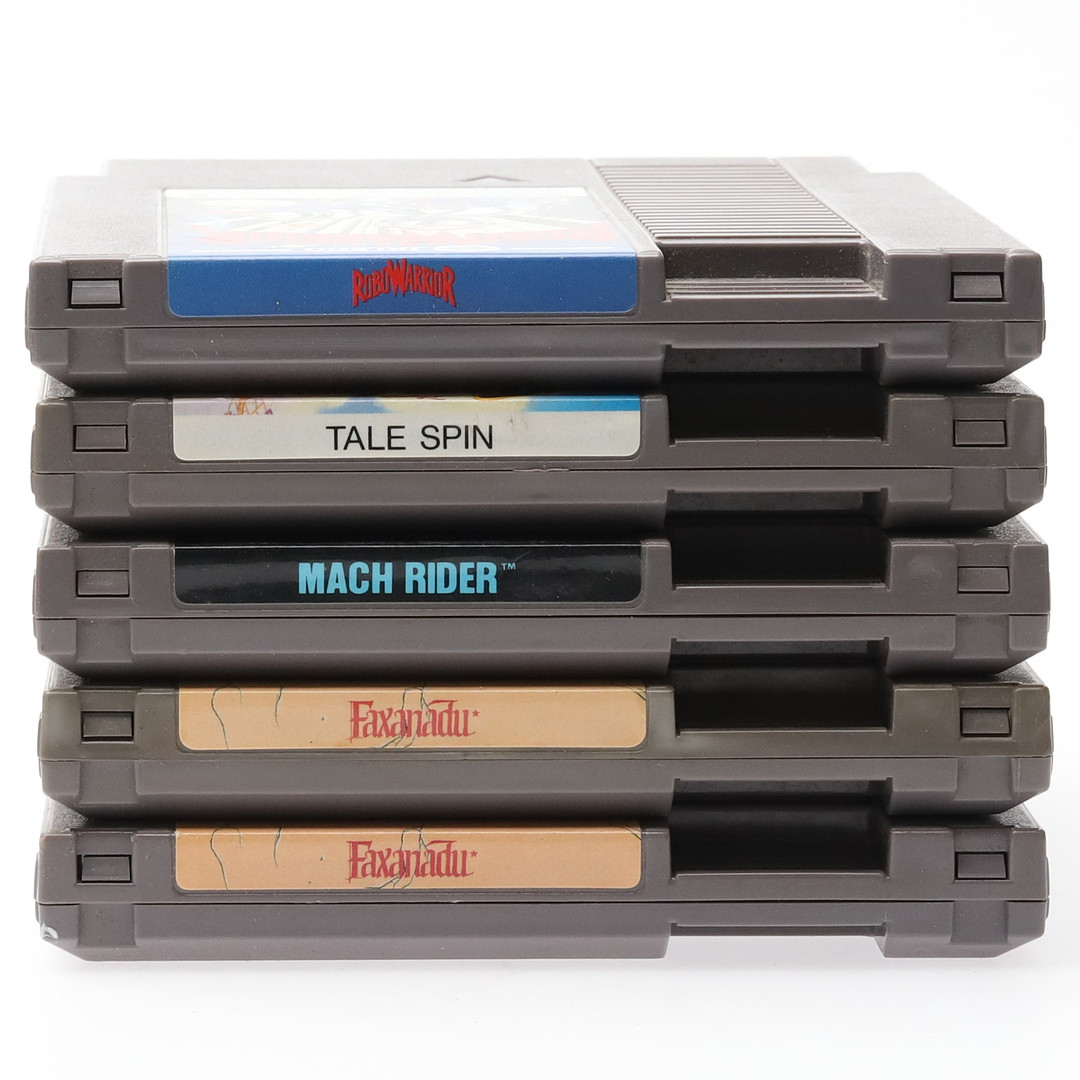 RoboWarrior
TALE SPIN
MACH RIDER™
Faxanadu
Faxanadu